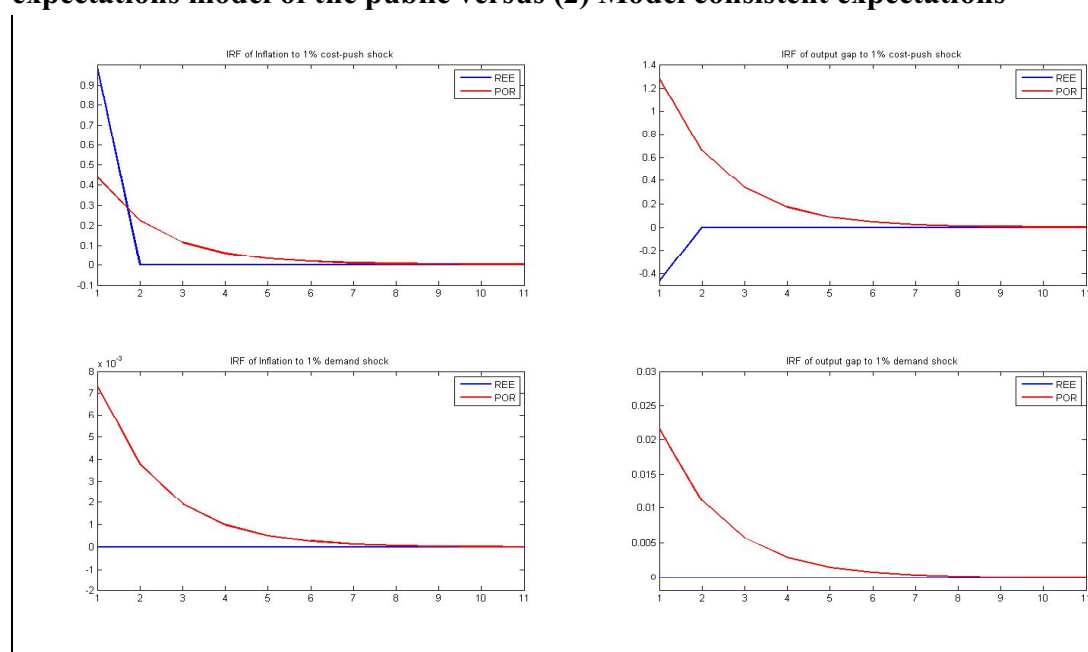 expectations model of the public versus (2) Model consistent expectations
IRF of Inflation to 1% cost-push shock
REE
POR
0.9
0.8
0.7
0.6
0.5
0.4
0.3
0.2
0.1
0
-0.1
1 2 3 4 5 6 7 8 9 10 11
IRF of output gap to 1% cost-push shock
REE
POR
1.4
1.2
1
0.8
0.6
0.4
0.2
0
-0.2
-0.4
1 2 3 4 5 6 7 8 9 10 11
IRF of Inflation to 1% demand shock
x 10-3
REE
POR
8
7
6
5
4
3
2
1
0
-1
-2
1 2 3 4 5 6 7 8 9 10 11
IRF of output gap to 1% demand shock
REE
POR
0.03
0.025
0.02
0.015
0.01
0.005
0
1 2 3 4 5 6 7 8 9 10 11